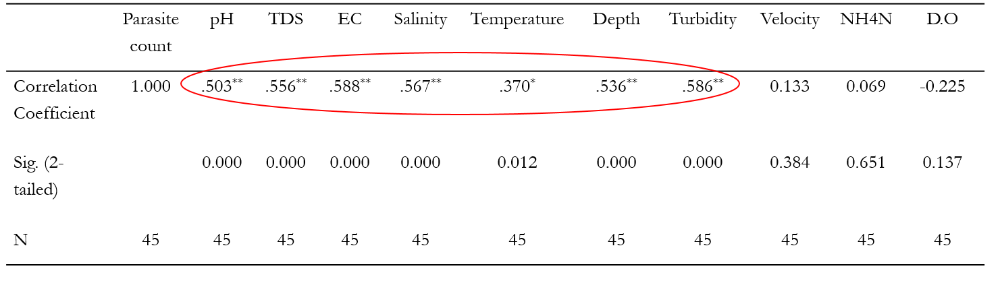 Parasite count pH TDS EC Salinity Temperature Depth Turbidity Velocity NH4N D.O
Correlation Coefficient 1.000 .503** .556** .588** .567** .370* .536** .586** 0.133 0.069 -0.225
Sig. (2-tailed) 0.000 0.000 0.000 0.000 0.012 0.000 0.000 0.384 0.651 0.137
N 45 45 45 45 45 45 45 45 45 45 45